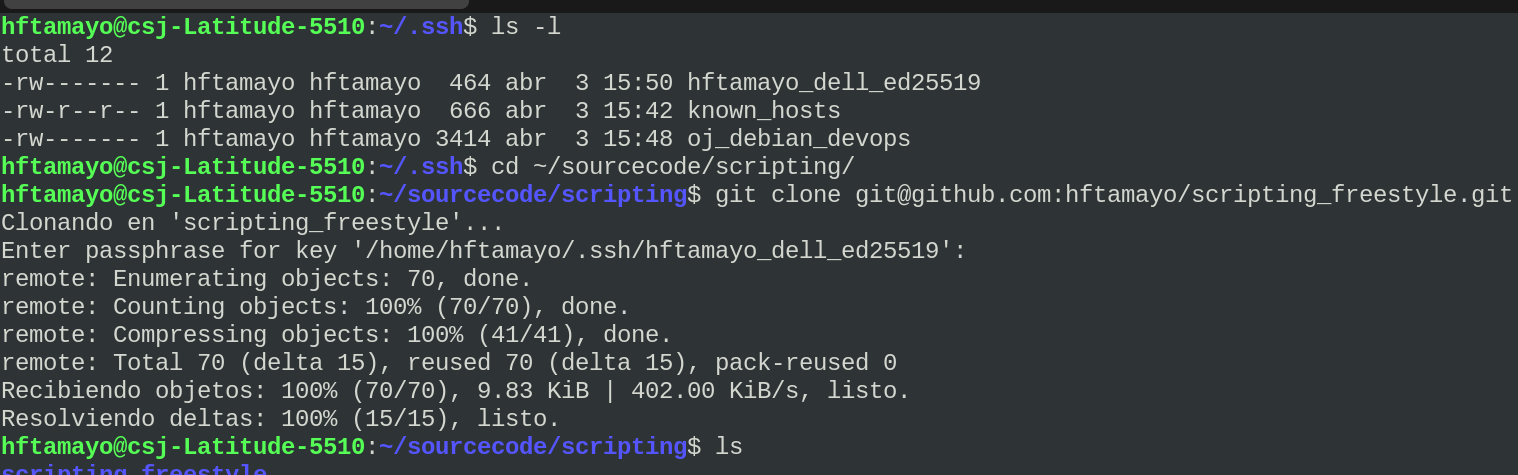 hftamayo@csj-Latitude-5510:~/.ssh$ ls -l
total 12
-rw------- 1 hftamayo hftamayo  464 abr  3 15:50 hftamayo_dell_ed25519
-rw-r--r-- 1 hftamayo hftamayo  666 abr  3 15:42 known_hosts
-rw------- 1 hftamayo hftamayo 3414 abr  3 15:48 oj_debian_devops
hftamayo@csj-Latitude-5510:~/.ssh$ cd ~/sourcecode/scripting/
hftamayo@csj-Latitude-5510:~/sourcecode/scripting$ git clone git@github.com:hftamayo/scripting_freestyle.git
Clonando en 'scripting_freestyle'...
Enter passphrase for key '/home/hftamayo/.ssh/hftamayo_dell_ed25519':
remote: Enumerating objects: 70, done.
remote: Counting objects: 100% (70/70), done.
remote: Compressing objects: 100% (41/41), done.
remote: Total 70 (delta 15), reused 70 (delta 15), pack-reused 0
Recibiendo objetos: 100% (70/70), 9.83 KiB | 402.00 KiB/s, listo.
Resolviendo deltas: 100% (15/15), listo.
hftamayo@csj-Latitude-5510:~/sourcecode/scripting$ ls
scripting_freestyle